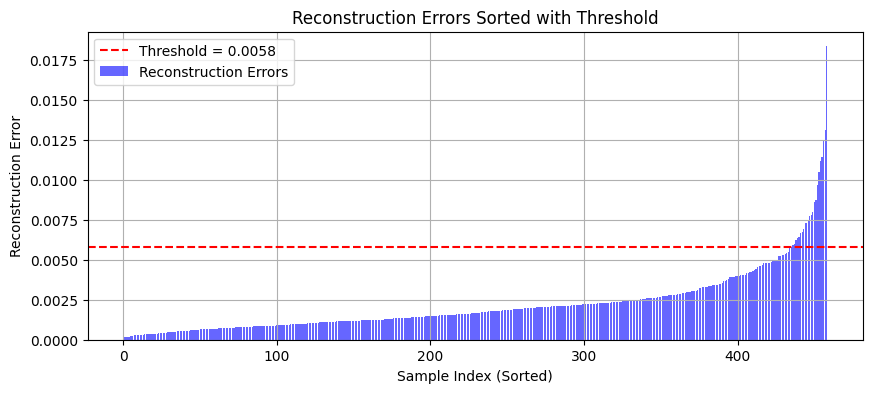 Reconstruction Errors Sorted with Threshold
Threshold = 0.0058
Reconstruction Errors
Reconstruction Error
0.0175
0.0150
0.0125
0.0100
0.0075
0.0050
0.0025
0.0000
0 100 200 300 400
Sample Index (Sorted)